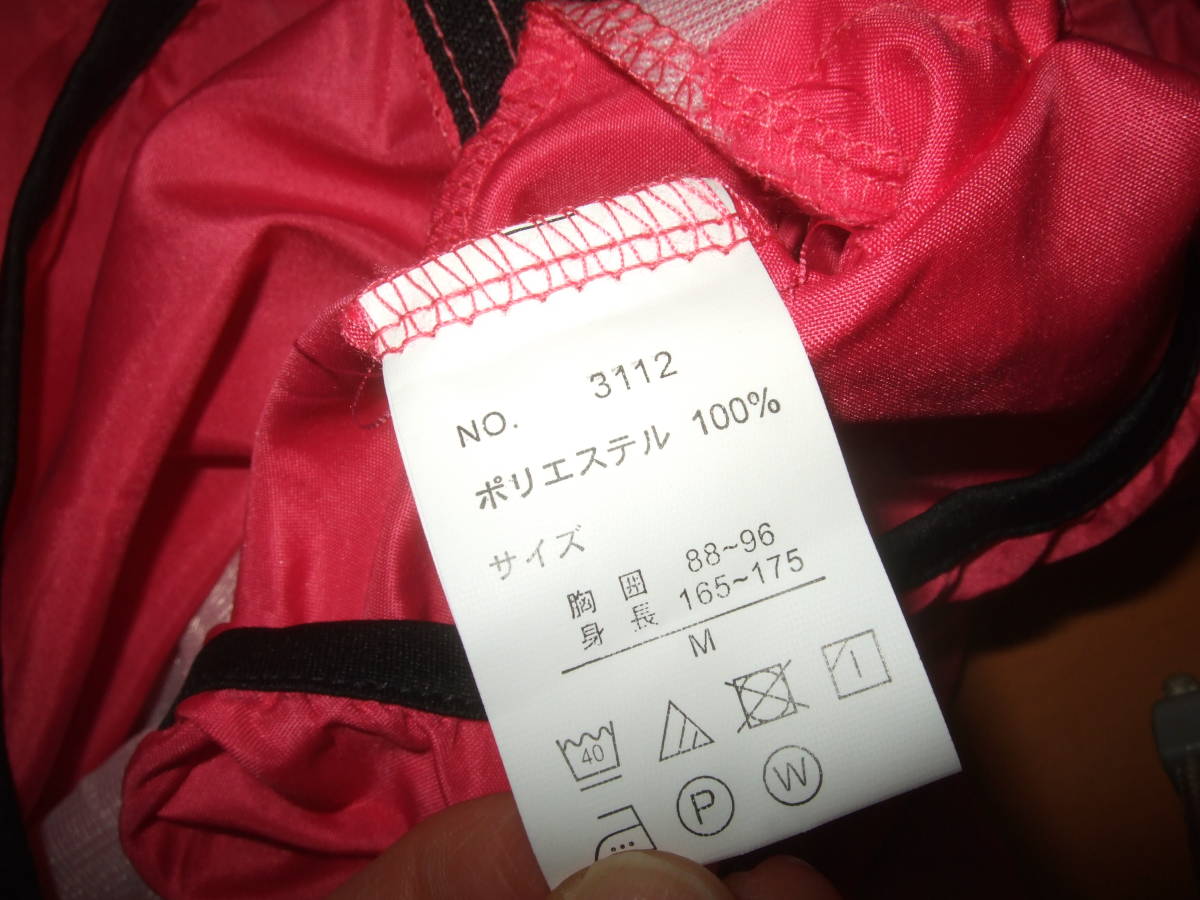 NO. 3112
ポリエステル 100%
サイズ
胸囲 88~96
身長 165~175
M
40
P W